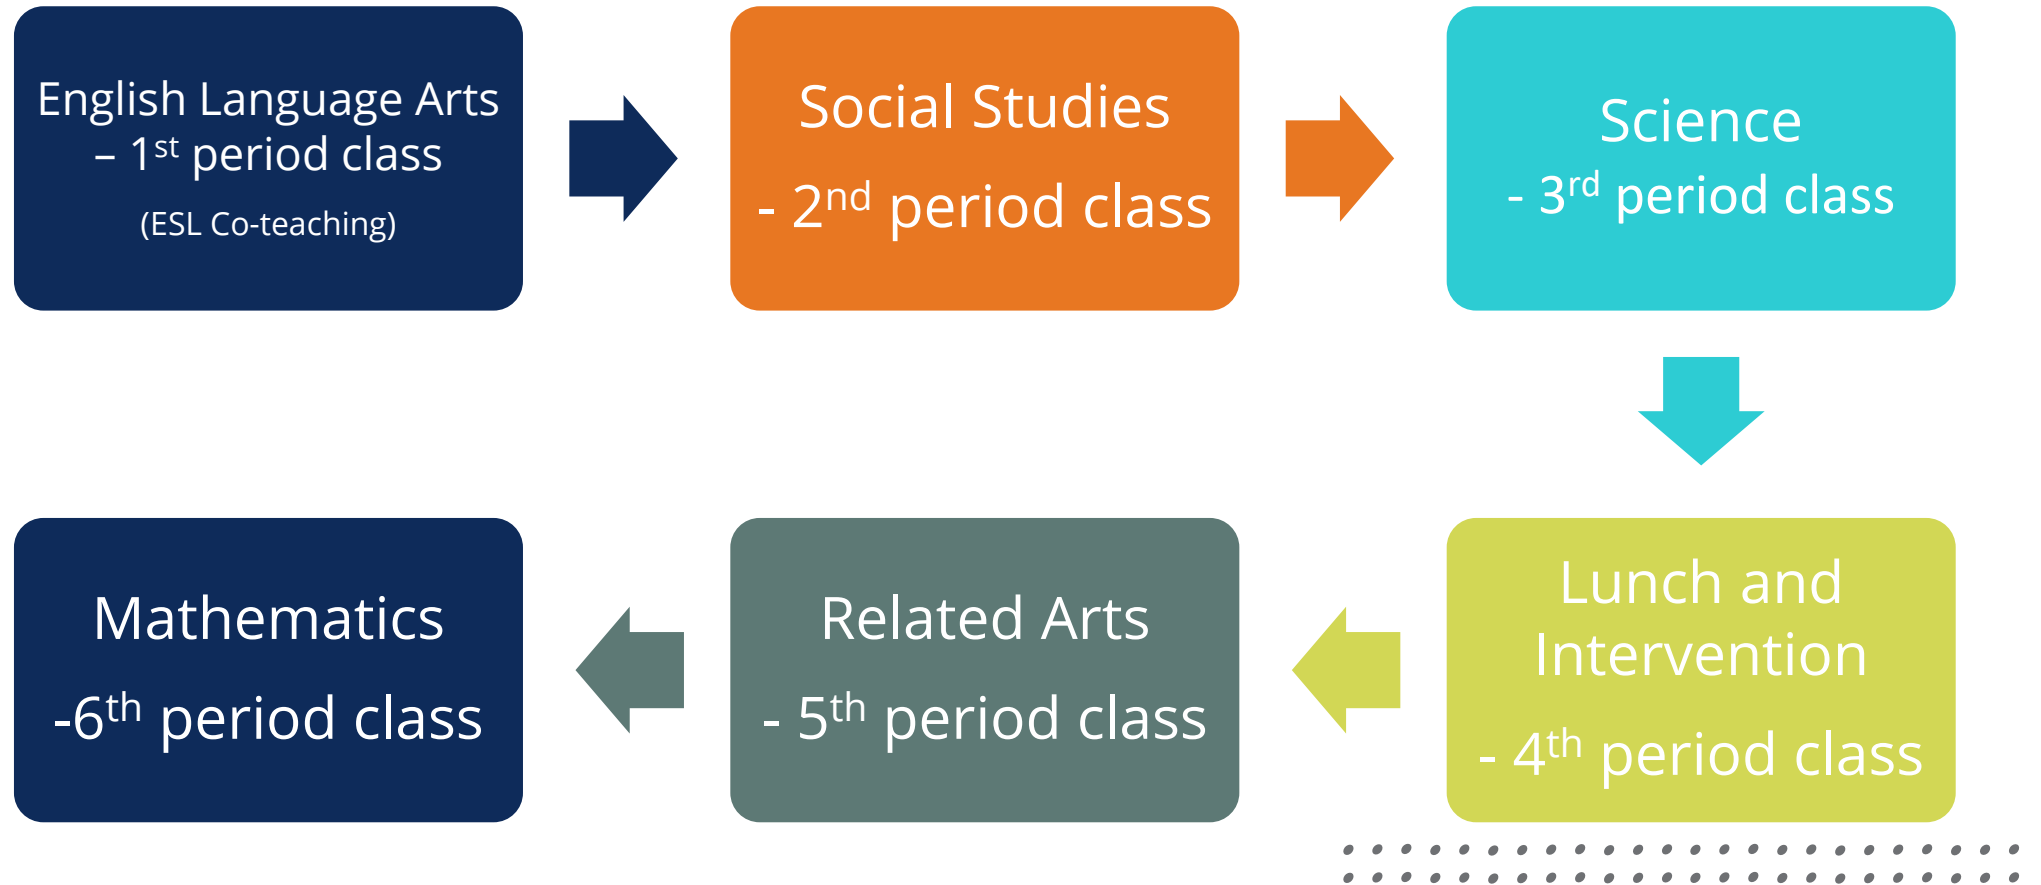 English Language Arts
– 1st period class
(ESL Co-teaching)
Social Studies
- 2nd period class
Science
- 3rd period class
Lunch and
Intervention
- 4th period class
Related Arts
- 5th period class
Mathematics
-6th period class